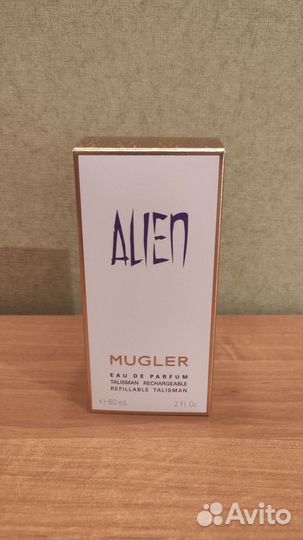 ALIEN
MUGLER
EAU DE PARFUM
TALISMAN RECHARGEABLE
REFILLABLE TALISMAN
℮ 60 mL 2 Fl. Oz
Avito